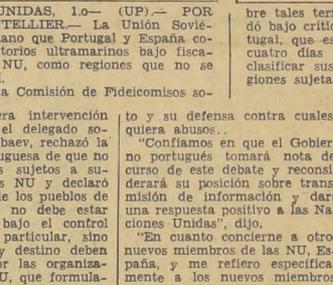 UNIDAS, 1.o— (UP).— POR
TELLIER.— La Unión Sovié-
ano que Portugal y España co-
torios ultramarinos bajo fisca-
NU, como regiones que no se
a Comisión de Fideicomisos so-
bre tales terr
dó bajo critic
tugal, que es
cuatro días
clasificar sus
giones sujeta
era intervención
el delegado so-
baev, rechazó la
uguesa de que no
s sujetos a su-
s NU y declaró
e los pueblos de
no debe estar
bajo el control
particular, sino
y destino deben
or las organiza-
U, que formula-
to y su defensa contra cuales
quiera abusos..
"Confiamos en que el Gobier
no portugués tomará nota de
curso de este debate y reconsi
derará su posición sobre trans
misión de información y dar
una respuesta positivo a las Na
ciones Unidas", dijo.
"En cuanto concierne a otro
nuevos miembros de las NU, Es
paña, y me refiero específica
mente a los nuevos miembros